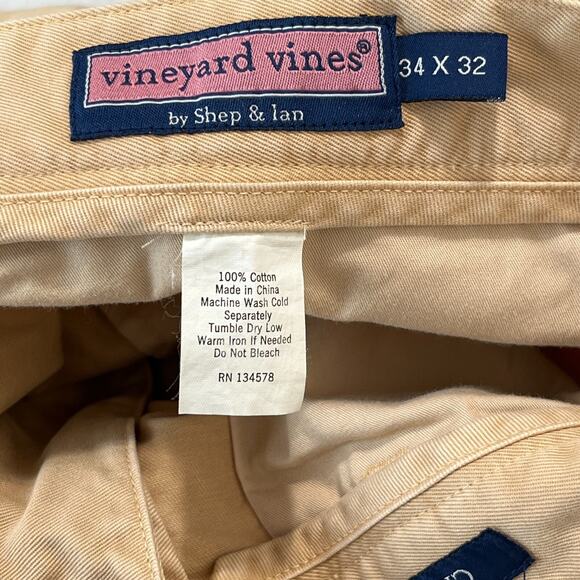 vineyard vines®
34 X 32
by Shep & Ian
100% Cotton
Made in China
Machine Wash Cold
Separately
Tumble Dry Low
Warm Iron If Needed
Do Not Bleach
RN 134578